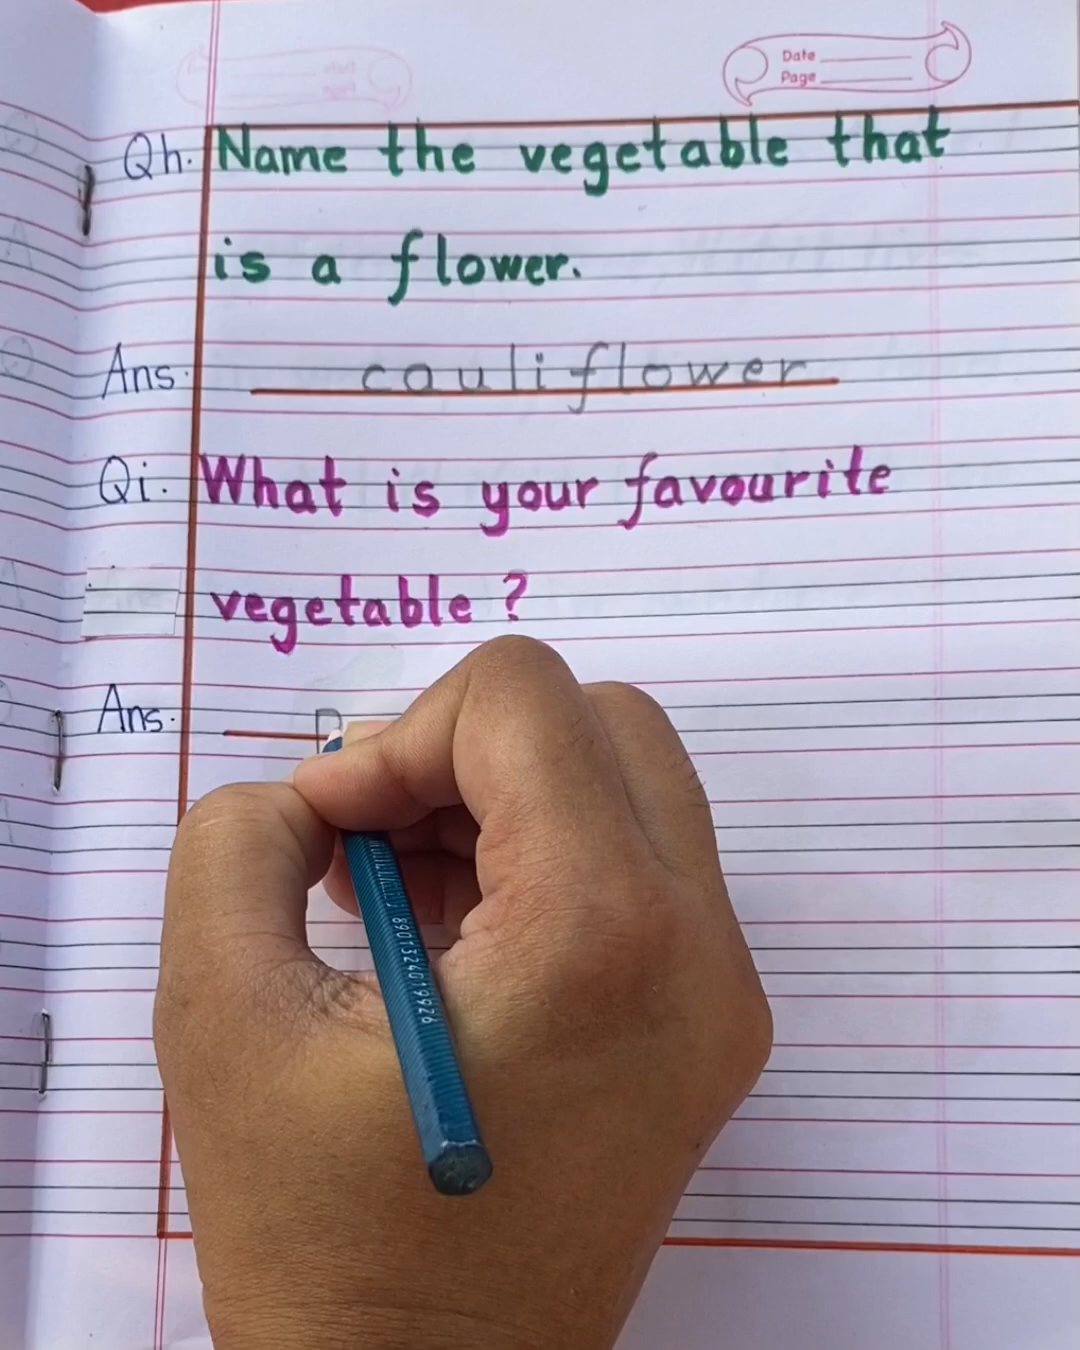 Date
Page
Qh. Name the vegetable that
is a flower.
Ans. cauliflower
Qi. What is your favourite
vegetable ?
Ans.
8901324019926